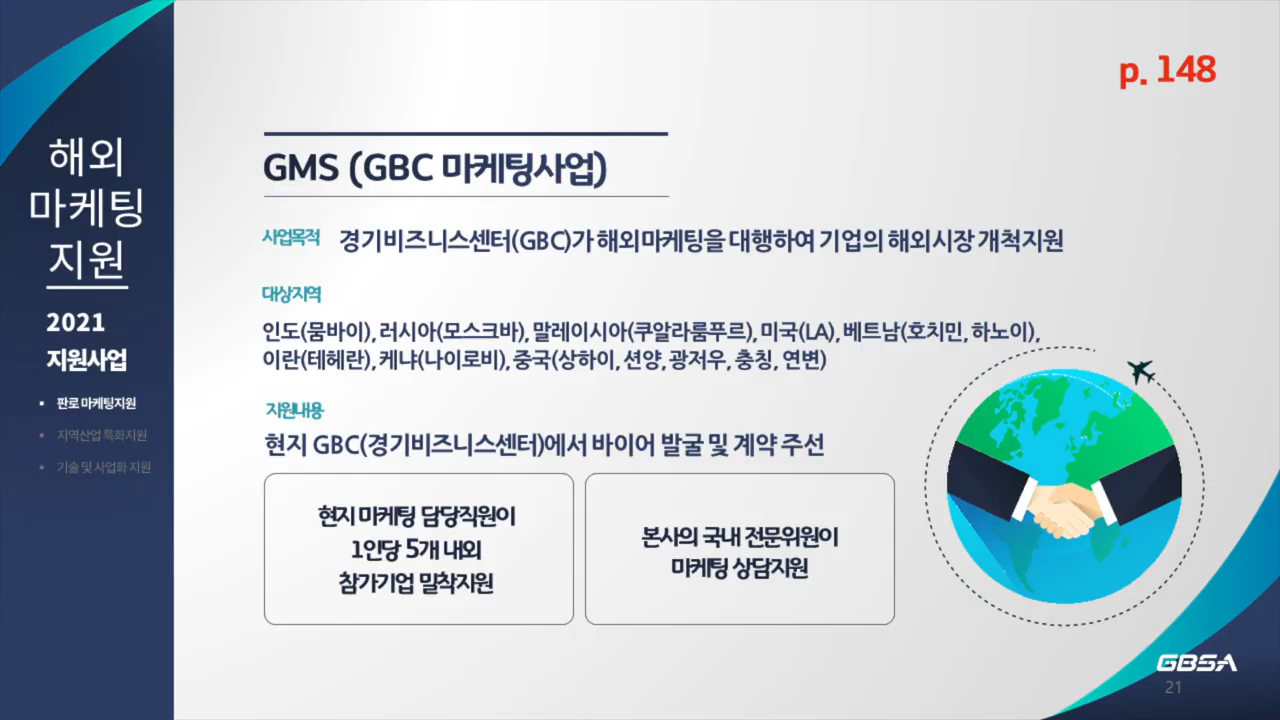 p. 148
해외
마케팅
지원
2021
지원사업
▪ 판로 마케팅지원
▪ 지역산업 특화지원
▪ 기술 및 사업화 지원
GMS (GBC 마케팅사업)
사업목적 경기비즈니스센터(GBC)가 해외마케팅을 대행하여 기업의 해외시장 개척지원
대상지역
인도(뭄바이), 러시아(모스크바), 말레이시아(쿠알라룸푸르), 미국(LA), 베트남(호치민, 하노이),
이란(테헤란), 케냐(나이로비), 중국(상하이, 션양, 광저우, 충칭, 연변)
지원내용
현지 GBC(경기비즈니스센터)에서 바이어 발굴 및 계약 주선
현지 마케팅 담당직원이
1인당 5개 내외
참가기업 밀착지원
본사의 국내 전문위원이
마케팅 상담지원
GBSA
21